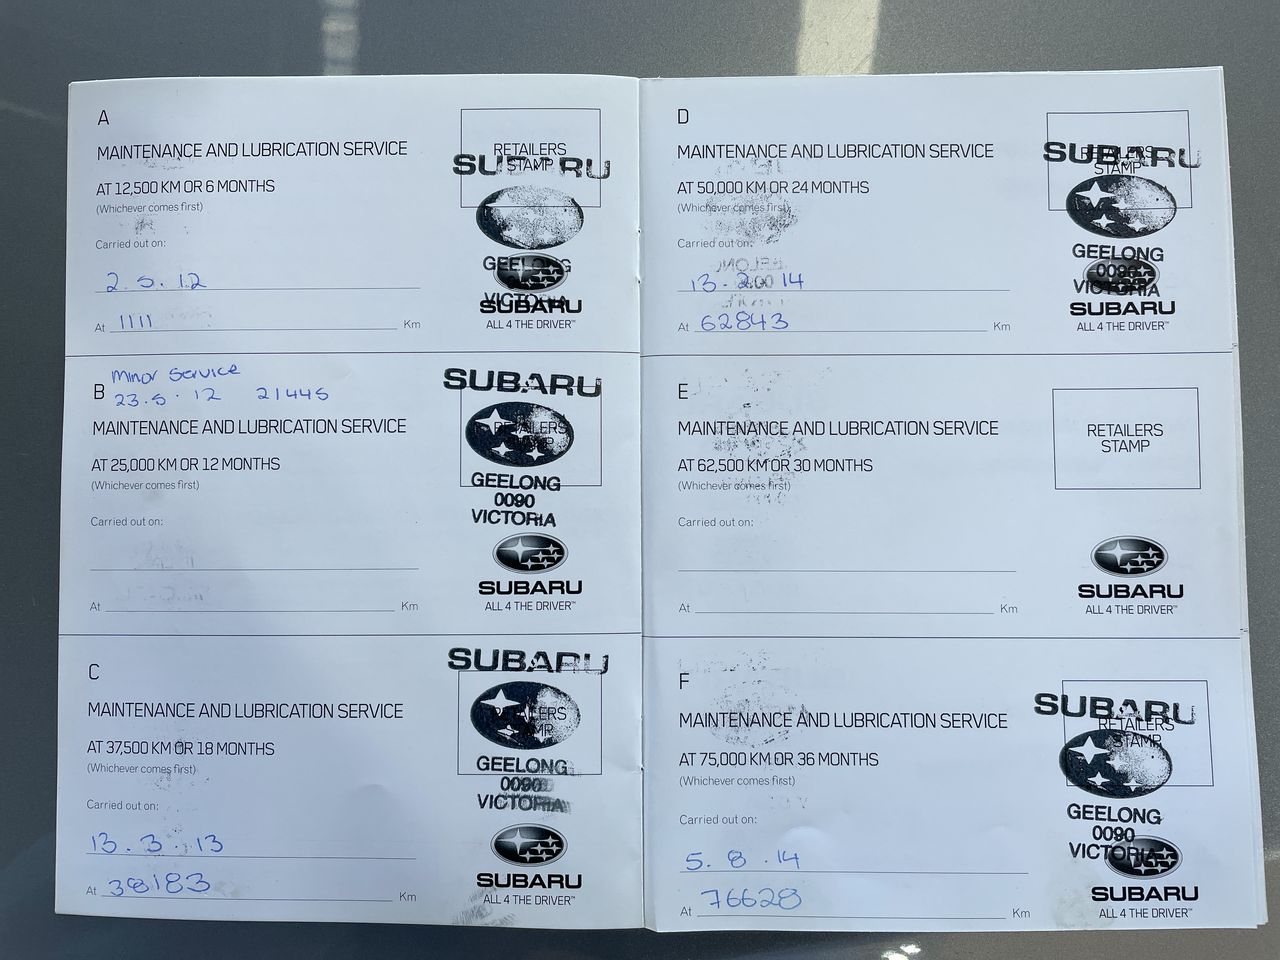 A
MAINTENANCE AND LUBRICATION SERVICE
AT 12,500 KM OR 6 MONTHS
(Whichever comes first)
Carried out on:
2.5.12
At 1111 Km
RETAILERS
STAMP
SUBARU
GEELONG
VICTORIA
SUBARU
ALL 4 THE DRIVER™
Minor Service
B 23.5.12 21445
MAINTENANCE AND LUBRICATION SERVICE
AT 25,000 KM OR 12 MONTHS
(Whichever comes first)
Carried out on:
At Km
SUBARU
RETAILERS
STAMP
GEELONG
0090
VICTORIA
SUBARU
ALL 4 THE DRIVER™
C
MAINTENANCE AND LUBRICATION SERVICE
AT 37,500 KM OR 18 MONTHS
(Whichever comes first)
Carried out on:
13.3.13
At 38183 Km
SUBARU
RETAILERS
STAMP
GEELONG
0090
VICTORIA
SUBARU
ALL 4 THE DRIVER™
D
MAINTENANCE AND LUBRICATION SERVICE
AT 50,000 KM OR 24 MONTHS
(Whichever comes first)
Carried out on:
13.2.14
At 62843 Km
SUBARU
RETAILERS
STAMP
GEELONG
0090
VICTORIA
SUBARU
ALL 4 THE DRIVER™
E
MAINTENANCE AND LUBRICATION SERVICE
AT 62,500 KM OR 30 MONTHS
(Whichever comes first)
Carried out on:
At Km
RETAILERS
STAMP
SUBARU
ALL 4 THE DRIVER™
F
MAINTENANCE AND LUBRICATION SERVICE
AT 75,000 KM OR 36 MONTHS
(Whichever comes first)
Carried out on:
5.8.14
At 76628 Km
SUBARU
RETAILERS
STAMP
GEELONG
0090
VICTORIA
SUBARU
ALL 4 THE DRIVER™